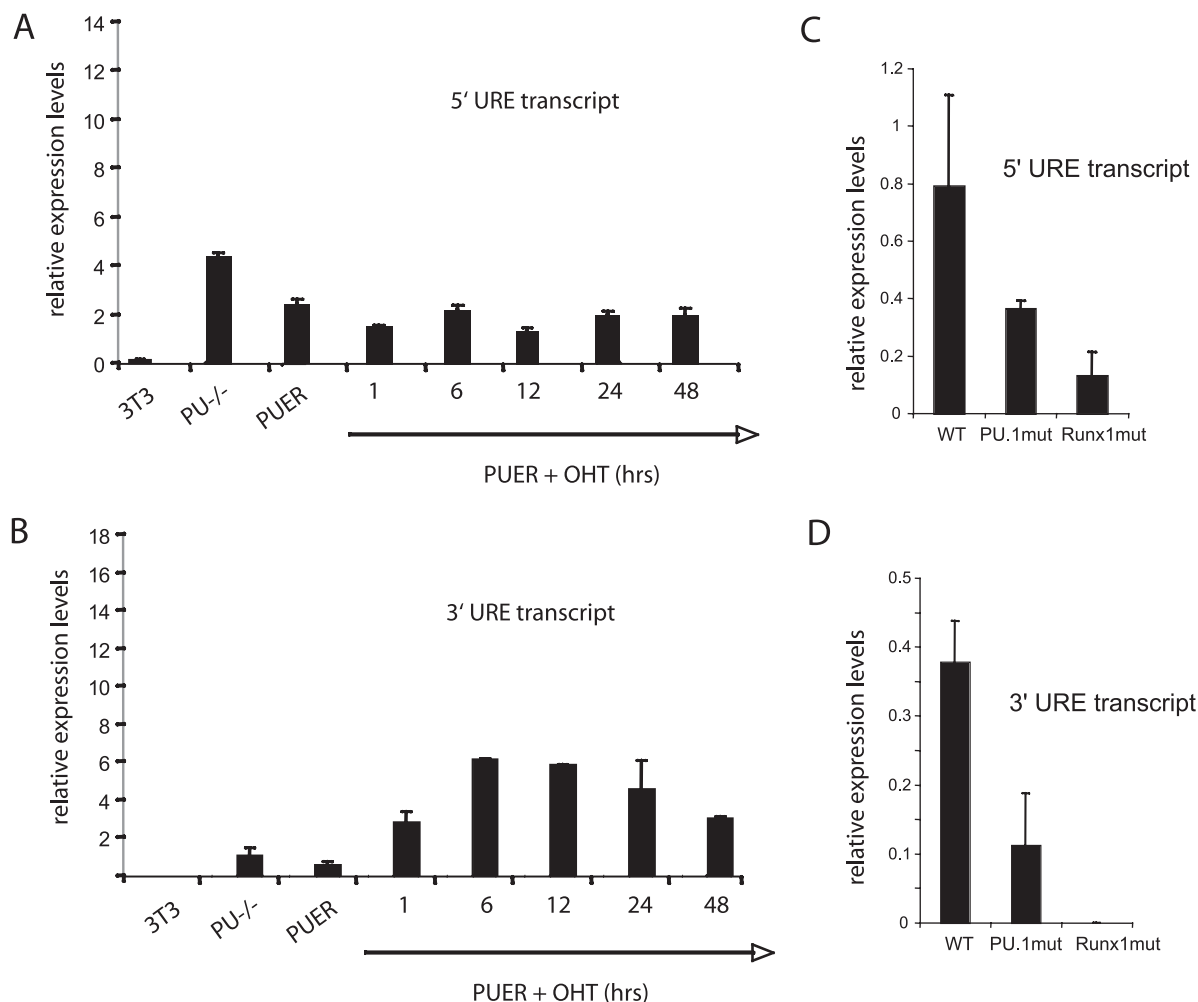 A
relative expression levels
14
12
10
8
6
4
2
0
5‘ URE transcript
3T3
PU-/-
PUER
1
6
12
24
48
PUER + OHT (hrs)
B
relative expression levels
18
16
14
12
10
8
6
4
2
3‘ URE transcript
3T3
PU-/-
PUER
1
6
12
24
48
PUER + OHT (hrs)
C
relative expression levels
1.2
1
0.8
0.6
0.4
0.2
0
5' URE transcript
WT
PU.1mut
Runx1mut
D
relative expression levels
0.5
0.4
0.3
0.2
0.1
0
3' URE transcript
WT
PU.1mut
Runx1mut